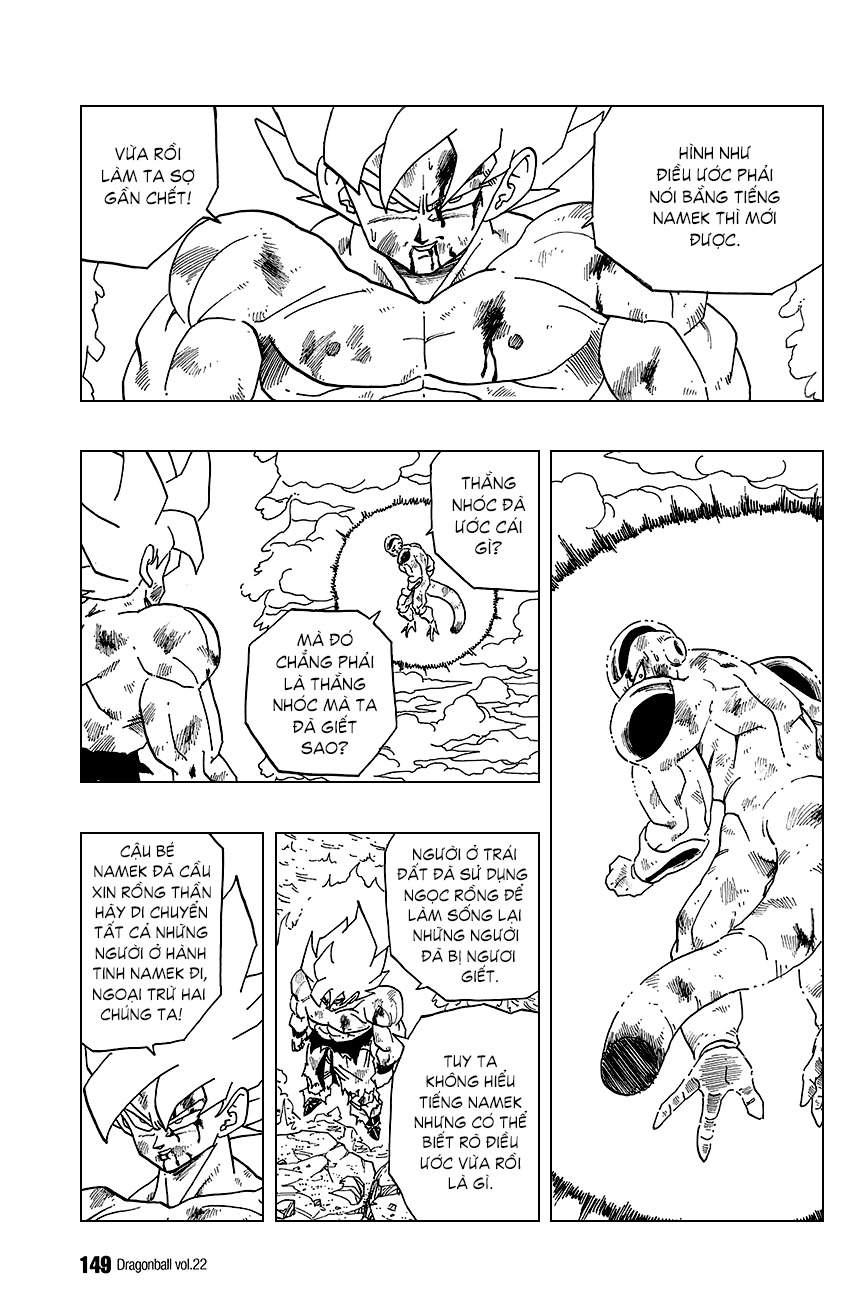 HÌNH NHƯ
ĐIỀU ƯỚC PHẢI
NÓI BẰNG TIẾNG
NAMEK THÌ MỚI
ĐƯỢC.
VỪA RỒI
LÀM TA SỢ
GẦN CHẾT!
THẰNG
NHÓC ĐÃ
ƯỚC CÁI
GÌ?
MÀ ĐÓ
CHẲNG PHẢI
LÀ THẰNG
NHÓC MÀ TA
ĐÃ GIẾT
SAO?
NGƯỜI Ở TRÁI
ĐẤT ĐÃ SỬ DỤNG
NGỌC RỒNG ĐỂ
LÀM SỐNG LẠI
NHỮNG NGƯỜI
ĐÃ BỊ NGƯƠI
GIẾT.
TUY TA
KHÔNG HIỂU
TIẾNG NAMEK
NHƯNG CÓ THỂ
BIẾT RÕ ĐIỀU
ƯỚC VỪA RỒI
LÀ GÌ.
CẬU BÉ
NAMEK ĐÃ CẦU
XIN RỒNG THẦN
HÃY DI CHUYỂN
TẤT CẢ NHỮNG
NGƯỜI Ở HÀNH
TINH NAMEK ĐI,
NGOẠI TRỪ HAI
CHÚNG TA!
149 Dragonball vol.22